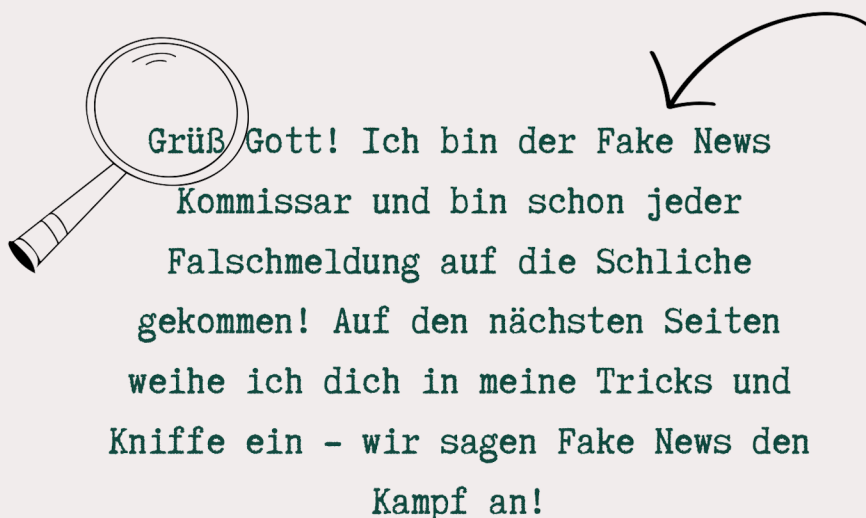 Grüß Gott! Ich bin der Fake News
Kommissar und bin schon jeder
Falschmeldung auf die Schliche
gekommen! Auf den nächsten Seiten
weihe ich dich in meine Tricks und
Kniffe ein – wir sagen Fake News den
Kampf an!